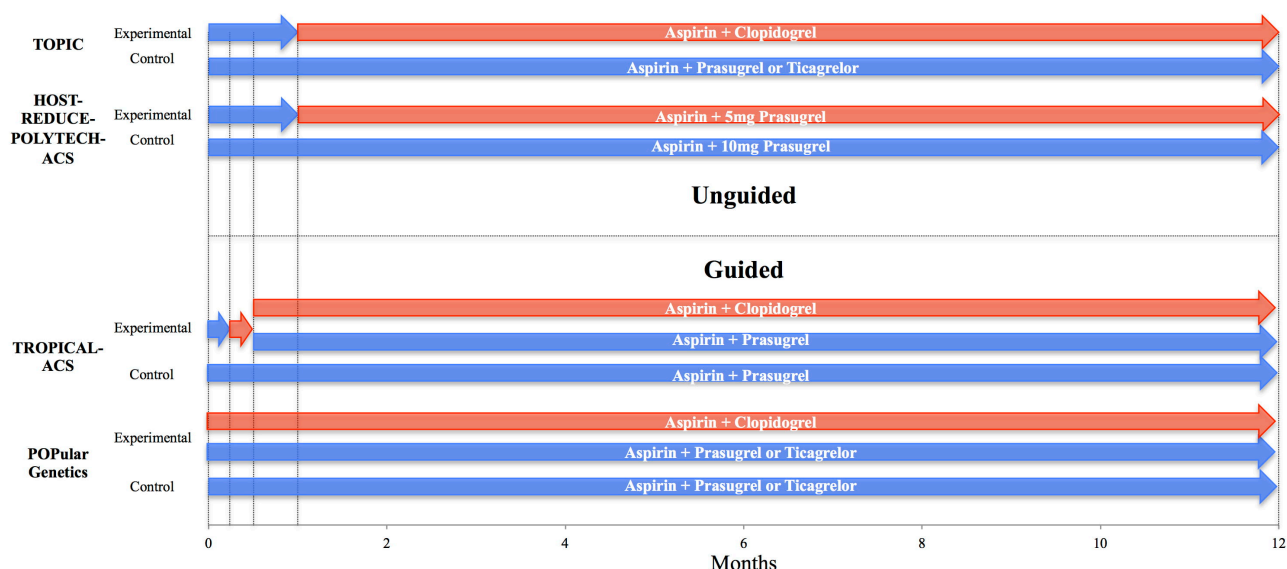 TOPIC
Experimental
Aspirin + Clopidogrel
Control
Aspirin + Prasugrel or Ticagrelor
HOST-
REDUCE-
POLYTECH-
ACS
Experimental
Aspirin + 5mg Prasugrel
Control
Aspirin + 10mg Prasugrel
Unguided
Guided
TROPICAL-
ACS
Experimental
Aspirin + Clopidogrel
Aspirin + Prasugrel
Control
Aspirin + Prasugrel
POPular
Genetics
Experimental
Aspirin + Clopidogrel
Aspirin + Prasugrel or Ticagrelor
Control
Aspirin + Prasugrel or Ticagrelor
0 2 4 6 8 10 12
Months